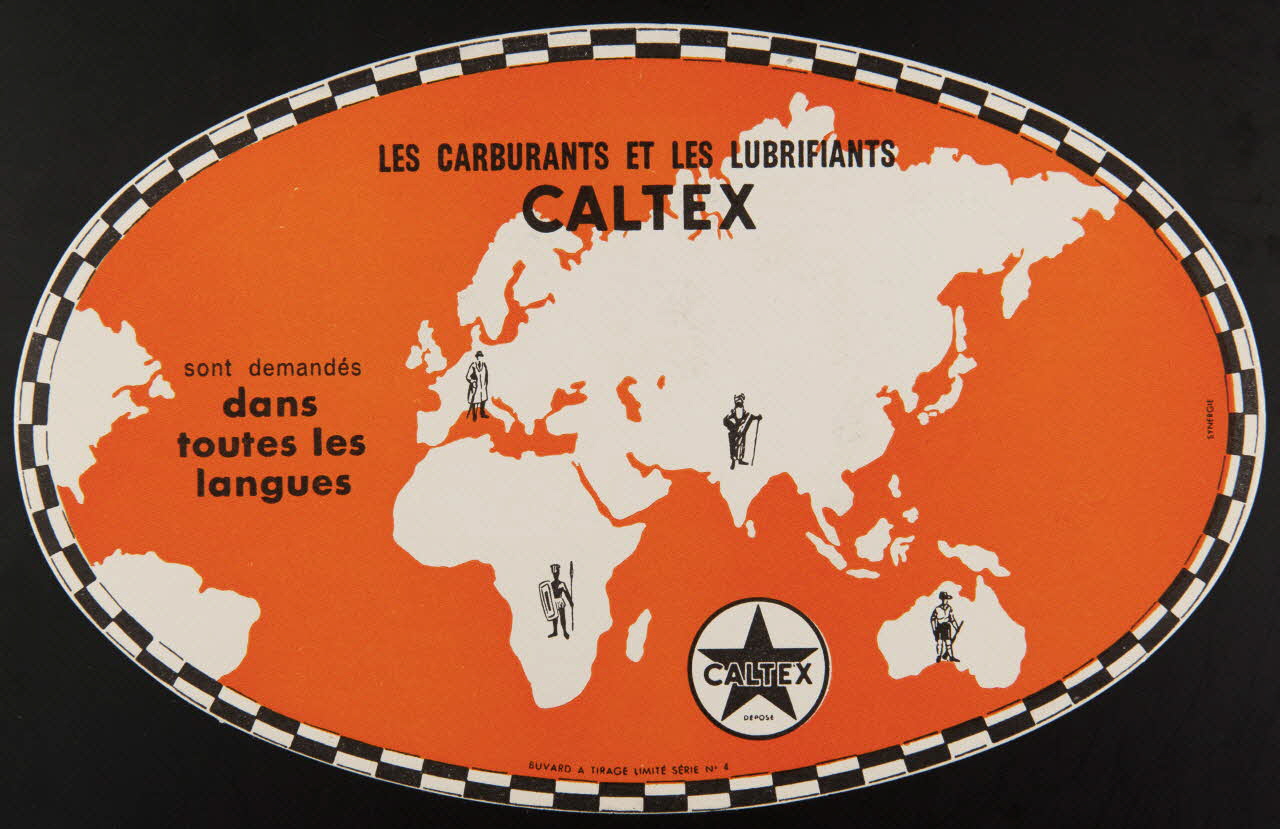 LES CARBURANTS ET LES LUBRIFIANTS
CALTEX
sont demandés
dans
toutes les
langues
SYNERGIE
CALTEX
DÉPOSÉ
BUVARD A TIRAGE LIMITÉ SÉRIE N° 4